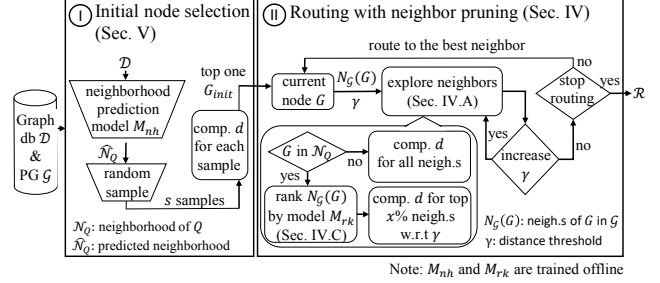 Ⅰ Initial node selection
(Sec. V)
𝒟
neighborhood
prediction
model M_nh
𝒩̂_Q
random
sample
s samples
𝒩_Q: neighborhood of Q
𝒩̂_Q: predicted neighborhood
Graph
db 𝒟
&
PG 𝒢
top one
G_init
comp. d
for each
sample
Ⅱ Routing with neighbor pruning (Sec. IV)
route to the best neighbor
current
node G
N_𝒢(G)
γ
explore neighbors
(Sec. IV.A)
no
stop
routing
yes
ℛ
yes
increase
γ
no
G in 𝒩_Q
no
comp. d
for all neigh.s
yes
rank N_𝒢(G)
by model M_rk
(Sec. IV.C)
comp. d for top
x% neigh.s
w.r.t γ
N_𝒢(G): neigh.s of G in 𝒢
γ: distance threshold
Note: M_nh and M_rk are trained offline